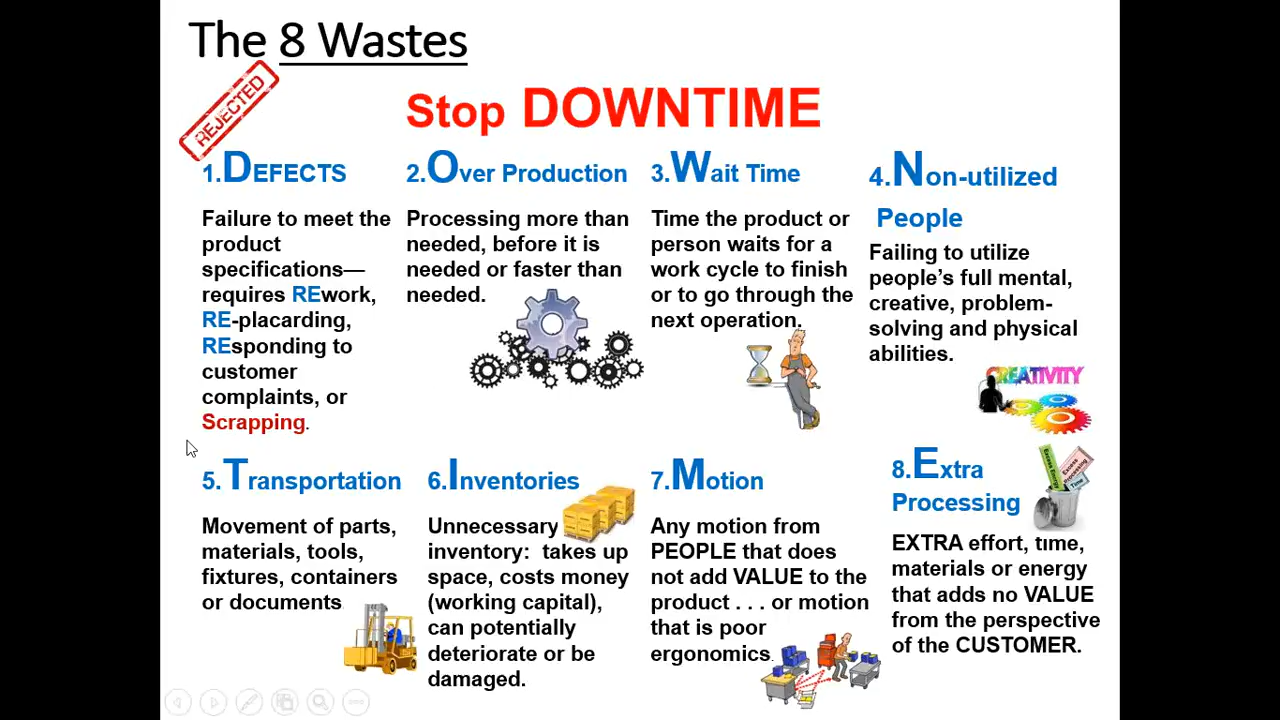 The 8 Wastes
REJECTED
Stop DOWNTIME
1.DEFECTS
Failure to meet the
product
specifications—
requires REwork,
RE-placarding,
REsponding to
customer
complaints, or
Scrapping.
2.Over Production
Processing more than
needed, before it is
needed or faster than
needed.
3.Wait Time
Time the product or
person waits for a
work cycle to finish
or to go through the
next operation.
4.Non-utilized
People
Failing to utilize
people’s full mental,
creative, problem-
solving and physical
abilities.
CREATIVITY
5.Transportation
Movement of parts,
materials, tools,
fixtures, containers
or documents
6.Inventories
Unnecessary
inventory: takes up
space, costs money
(working capital),
can potentially
deteriorate or be
damaged.
7.Motion
Any motion from
PEOPLE that does
not add VALUE to the
product . . . or motion
that is poor
ergonomics.
8.Extra
Processing
Excess Energy
Excess
Processing
Time
EXTRA effort, time,
materials or energy
that adds no VALUE
from the perspective
of the CUSTOMER.